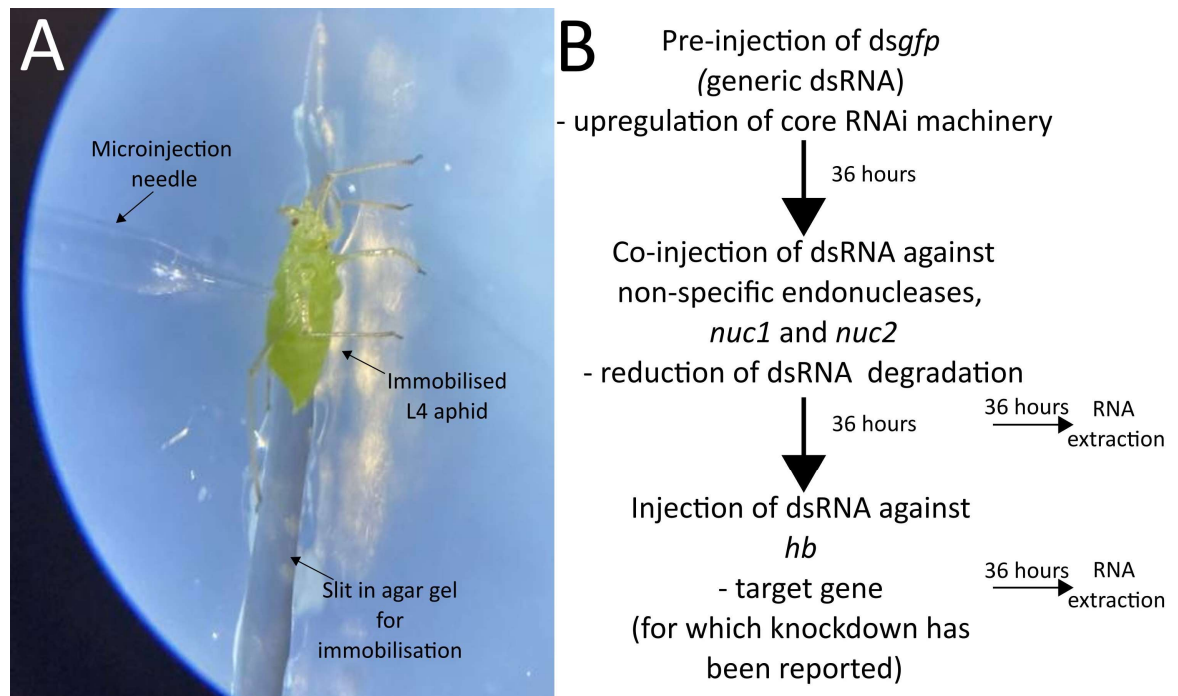 A
Microinjection
needle
Immobilised
L4 aphid
Slit in agar gel
for
immobilisation
B
Pre-injection of dsgfp
(generic dsRNA)
- upregulation of core RNAi machinery
36 hours
Co-injection of dsRNA against
non-specific endonucleases,
nuc1 and nuc2
- reduction of dsRNA degradation
36 hours
36 hours
RNA
extraction
Injection of dsRNA against
hb
- target gene
(for which knockdown has
been reported)
36 hours
RNA
extraction